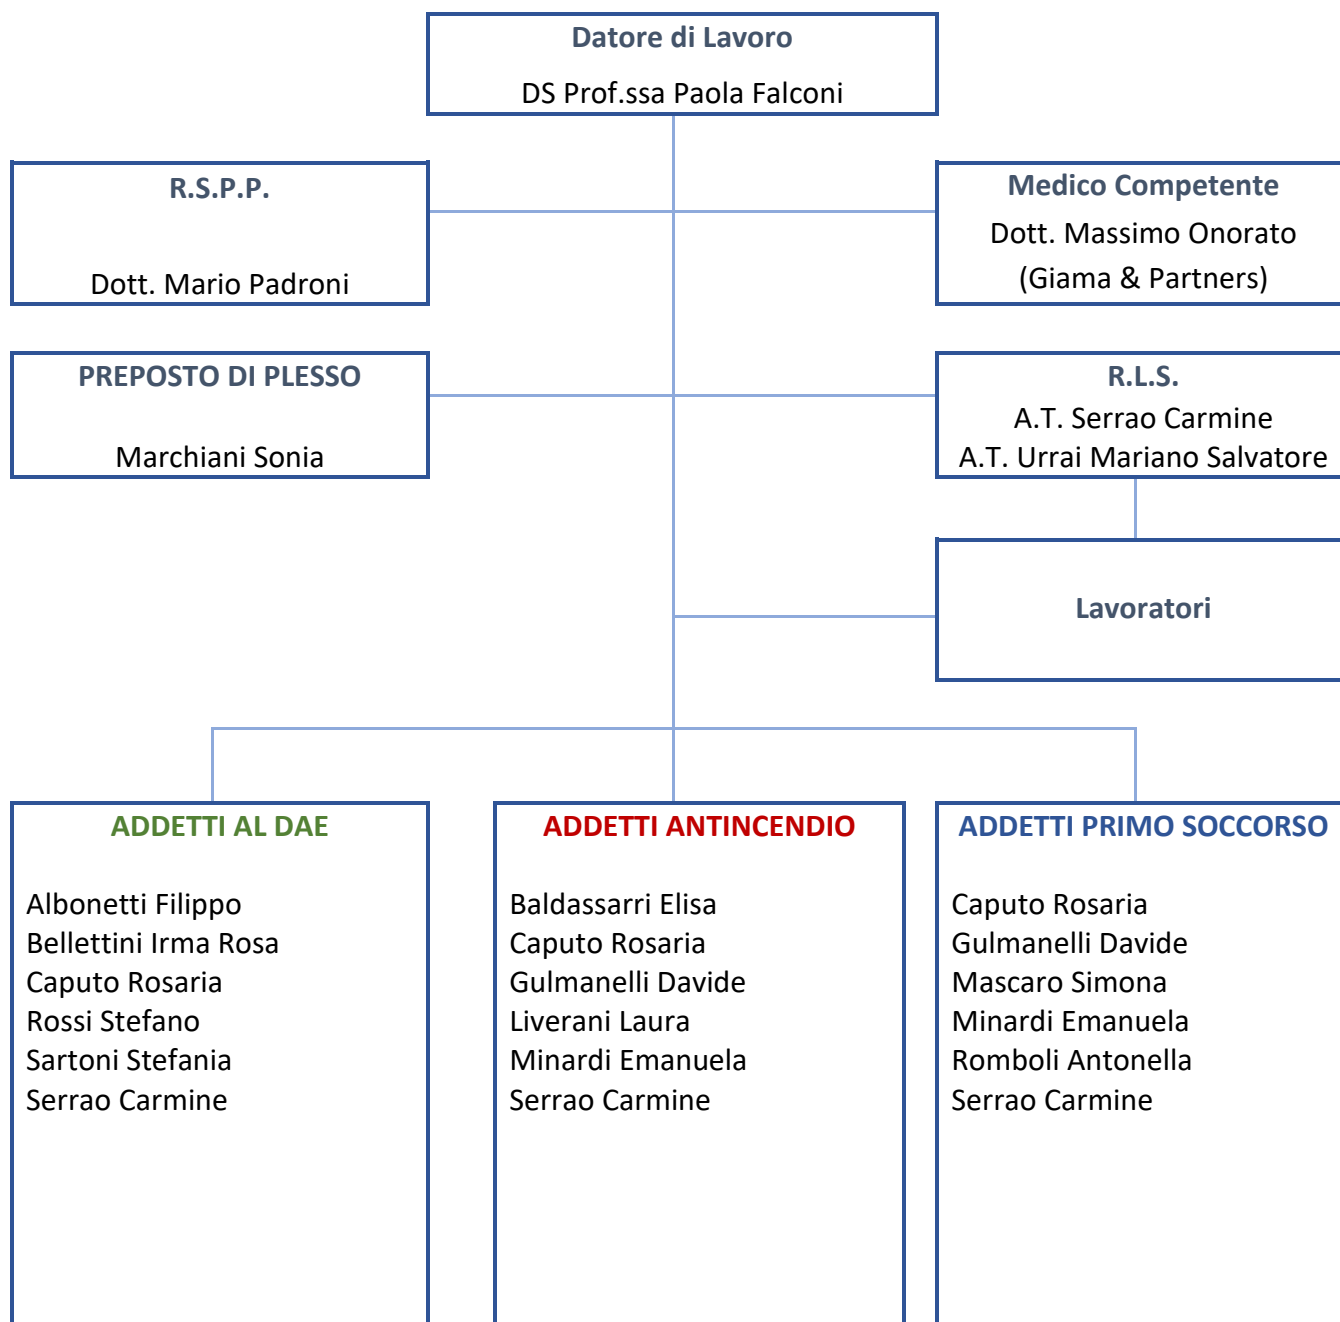 Datore di Lavoro
DS Prof.ssa Paola Falconi
R.S.P.P.
Dott. Mario Padroni
Medico Competente
Dott. Massimo Onorato
(Giama & Partners)
PREPOSTO DI PLESSO
Marchiani Sonia
R.L.S.
A.T. Serrao Carmine
A.T. Urrai Mariano Salvatore
Lavoratori
ADDETTI AL DAE
Albonetti Filippo
Bellettini Irma Rosa
Caputo Rosaria
Rossi Stefano
Sartoni Stefania
Serrao Carmine
ADDETTI ANTINCENDIO
Baldassarri Elisa
Caputo Rosaria
Gulmanelli Davide
Liverani Laura
Minardi Emanuela
Serrao Carmine
ADDETTI PRIMO SOCCORSO
Caputo Rosaria
Gulmanelli Davide
Mascaro Simona
Minardi Emanuela
Romboli Antonella
Serrao Carmine